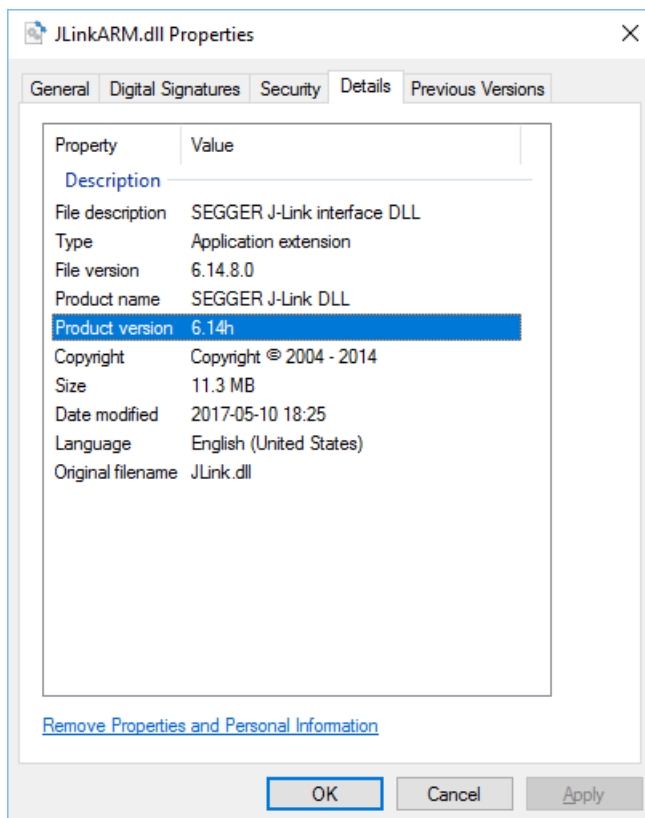 JLinkARM.dll Properties
General Digital Signatures Security Details Previous Versions
Property Value
Description
File description SEGGER J-Link interface DLL
Type Application extension
File version 6.14.8.0
Product name SEGGER J-Link DLL
Product version 6.14h
Copyright Copyright © 2004 - 2014
Size 11.3 MB
Date modified 2017-05-10 18:25
Language English (United States)
Original filename JLink.dll
Remove Properties and Personal Information
OK Cancel Apply